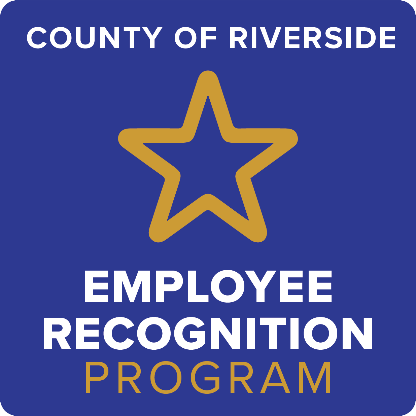 COUNTY OF RIVERSIDE
EMPLOYEE
RECOGNITION
PROGRAM